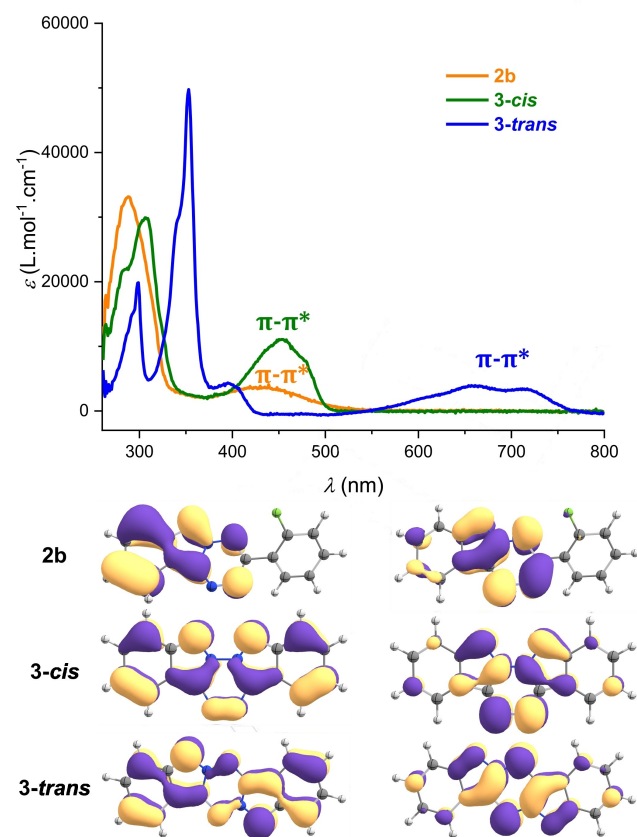 60000
40000
20000
0
ε (L.mol⁻¹.cm⁻¹)
2b
3-cis
3-trans
π-π*
π-π*
π-π*
300 400 500 600 700 800
λ (nm)
2b
3-cis
3-trans